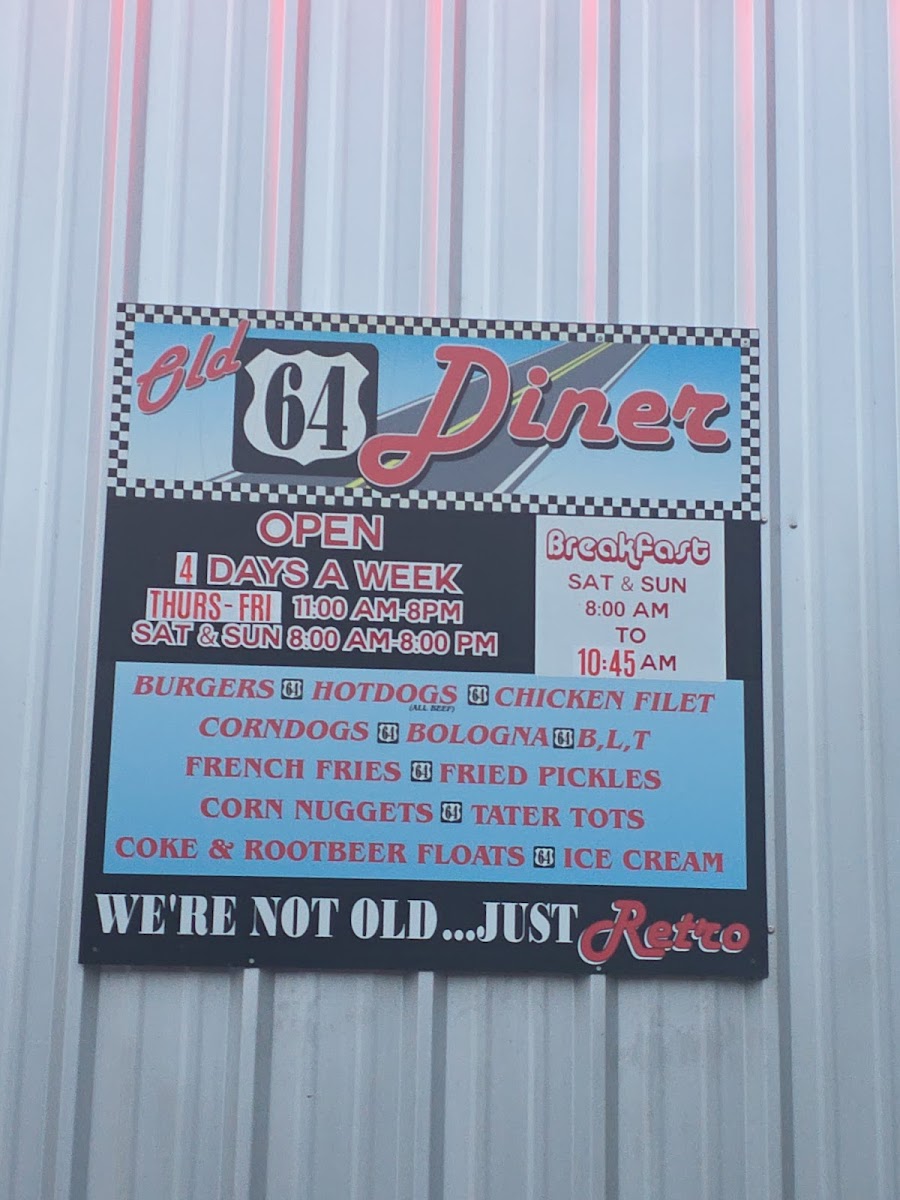 Old 64 Diner
OPEN
4 DAYS A WEEK
THURS-FRI 11:00 AM-8PM
SAT & SUN 8:00 AM-8:00 PM
Breakfast
SAT & SUN
8:00 AM
TO
10:45 AM
BURGERS 64 HOTDOGS 64 CHICKEN FILET
(ALL BEEF)
CORNDOGS 64 BOLOGNA 64 B,L,T
FRENCH FRIES 64 FRIED PICKLES
CORN NUGGETS 64 TATER TOTS
COKE & ROOTBEER FLOATS 64 ICE CREAM
WE'RE NOT OLD...JUST Retro